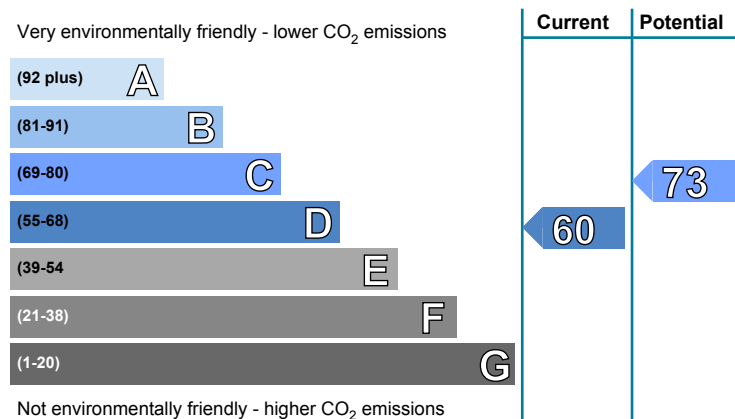 Current Potential
Very environmentally friendly - lower CO₂ emissions
(92 plus) A
(81-91) B
(69-80) C
73
(55-68) D
60
(39-54 E
(21-38) F
(1-20) G
Not environmentally friendly - higher CO₂ emissions